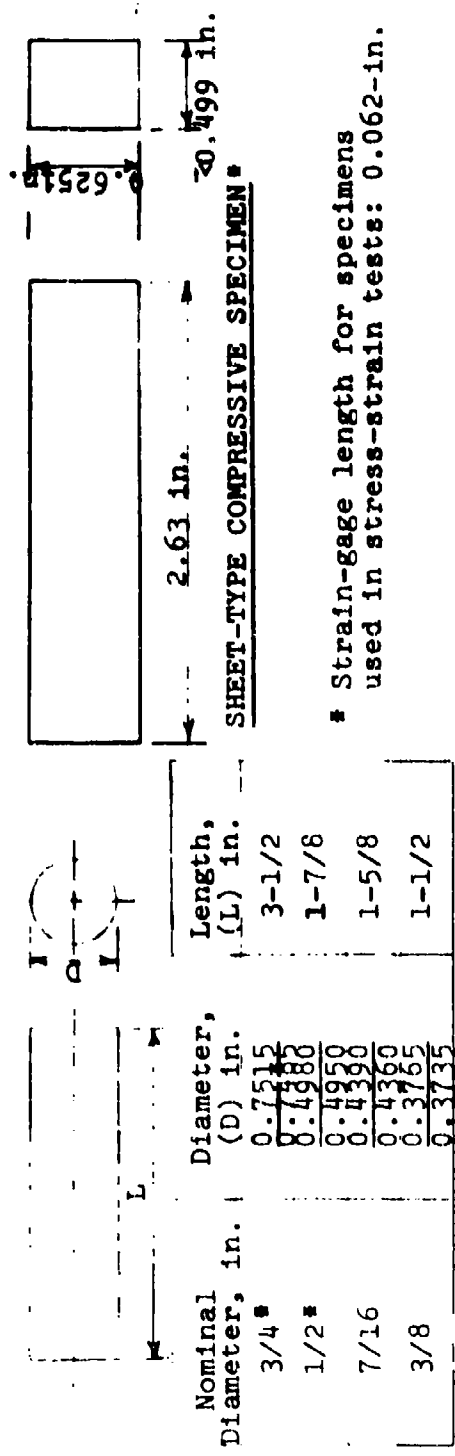 L
D
Nominal Diameter, Length,
Diameter, in. (D) in. (L) in.
3/4* 0.7515 3-1/2
1/2* 0.4980 1-7/8
0.4950
7/16 0.4390 1-5/8
0.4360
3/8 0.3765 1-1/2
0.3735
0.625in.
2.63 in.
0.499 in.
SHEET-TYPE COMPRESSIVE SPECIMEN*
* Strain-gage length for specimens
used in stress-strain tests: 0.062-in.